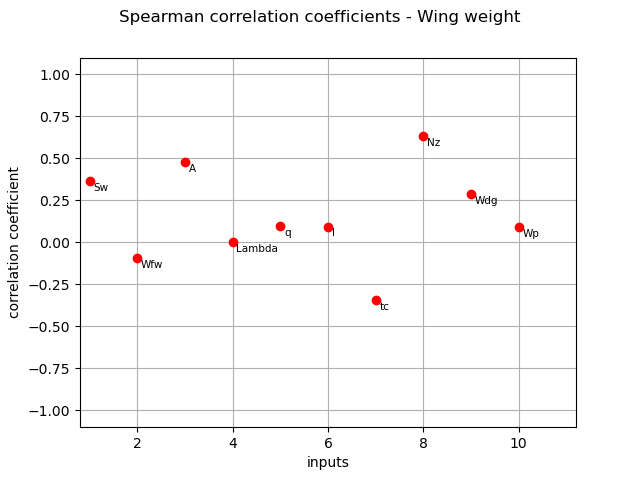 Spearman correlation coefficients - Wing weight
correlation coefficient
1.00
0.75
0.50
0.25
0.00
−0.25
−0.50
−0.75
−1.00
Sw
Wfw
A
Lambda
q
l
tc
Nz
Wdg
Wp
2 4 6 8 10
inputs